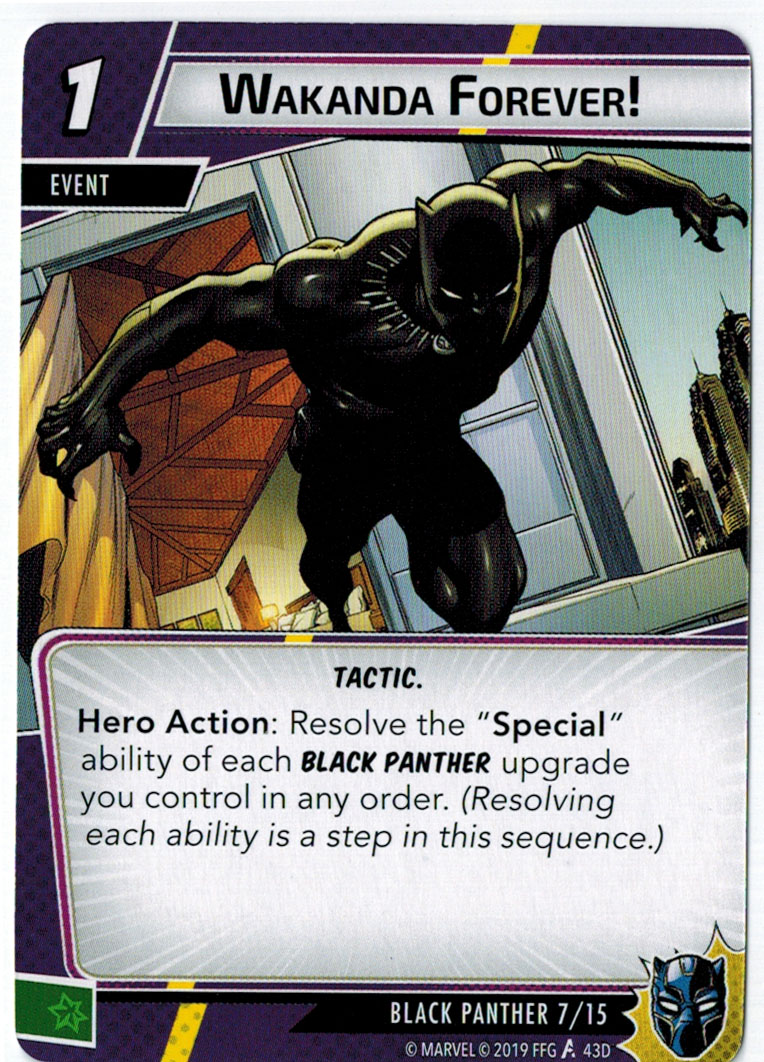 1
WAKANDA FOREVER!
EVENT
TACTIC.
Hero Action: Resolve the "Special"
ability of each BLACK PANTHER upgrade
you control in any order. (Resolving
each ability is a step in this sequence.)
BLACK PANTHER 7/15
© MARVEL © 2019 FFG 43D